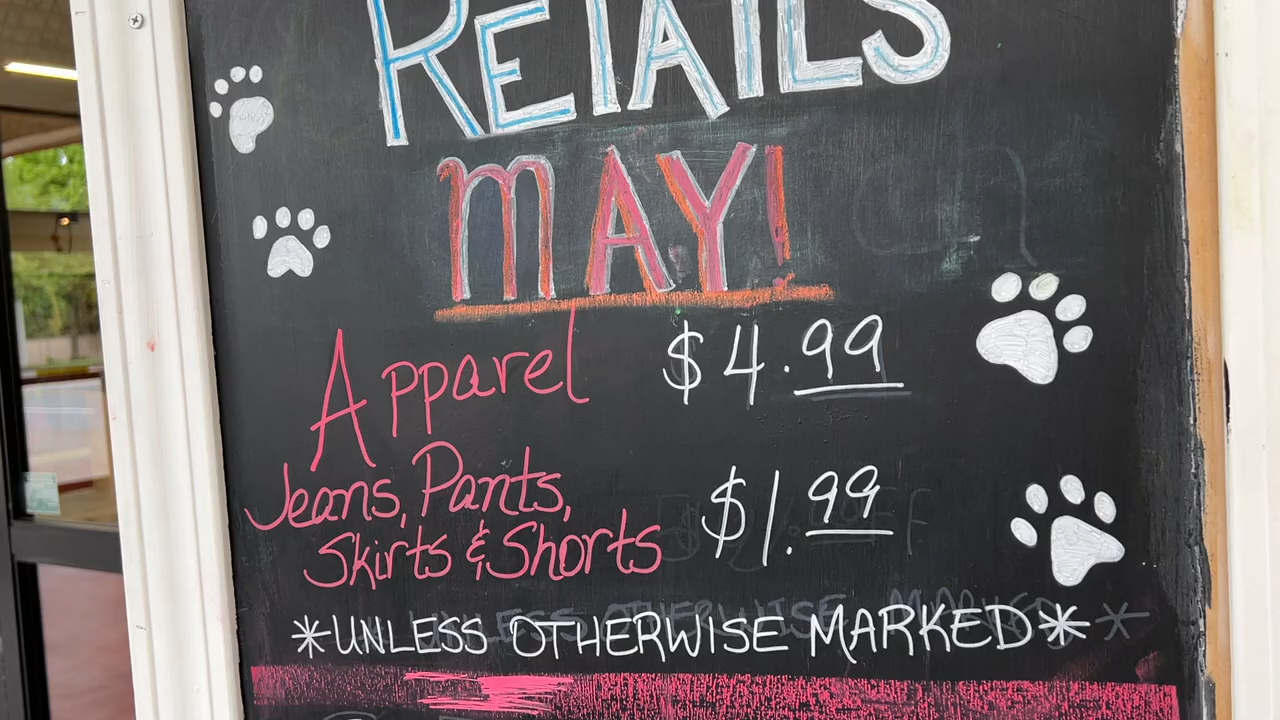 RETAILS
MAY!
Apparel $4.99
Jeans, Pants,
Skirts & Shorts $1.99
*UNLESS OTHERWISE MARKED*